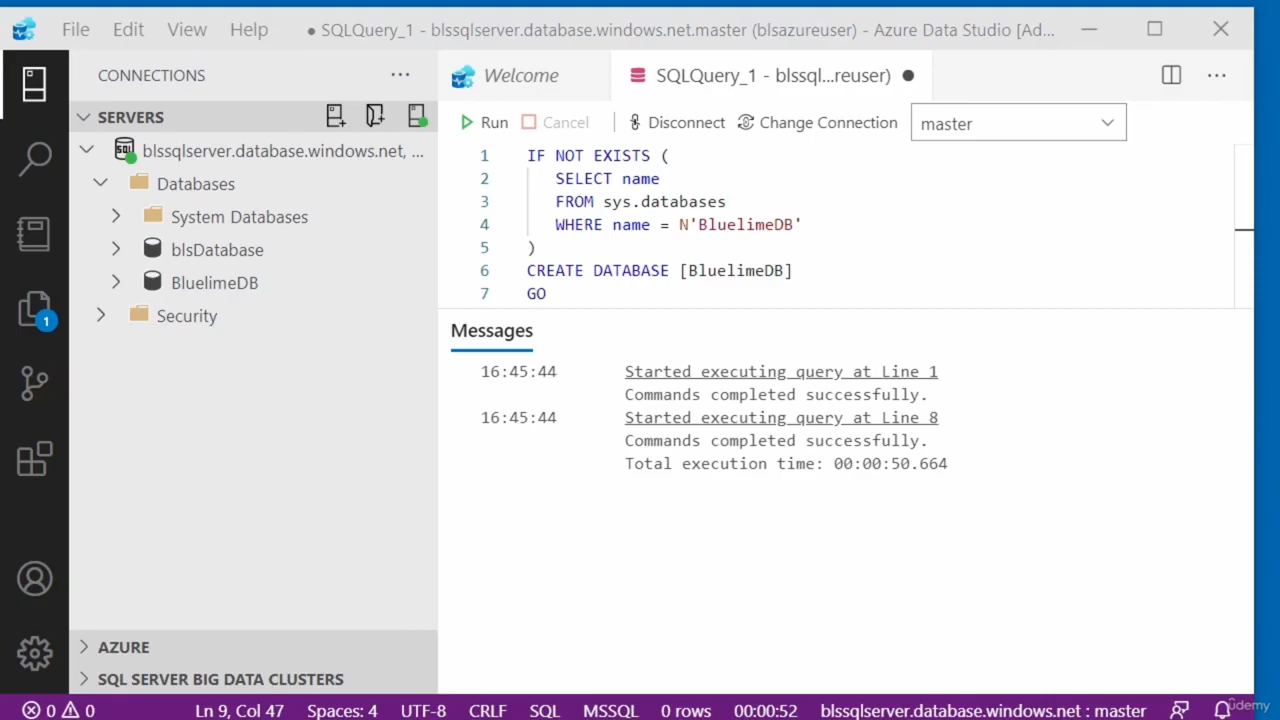 File Edit View Help ● SQLQuery_1 - blssqlserver.database.windows.net.master (blsazureuser) - Azure Data Studio [Ad...
CONNECTIONS
Welcome
SQLQuery_1 - blssql...reuser)
SERVERS
Run Cancel Disconnect Change Connection master
blssqlserver.database.windows.net, ...
Databases
System Databases
blsDatabase
BluelimeDB
Security
1
1 IF NOT EXISTS (
2 SELECT name
3 FROM sys.databases
4 WHERE name = N'BluelimeDB'
5 )
6 CREATE DATABASE [BluelimeDB]
7 GO
Messages
16:45:44 Started executing query at Line 1
Commands completed successfully.
16:45:44 Started executing query at Line 8
Commands completed successfully.
Total execution time: 00:00:50.664
AZURE
SQL SERVER BIG DATA CLUSTERS
0 0 Ln 9, Col 47 Spaces: 4 UTF-8 CRLF SQL MSSQL 0 rows 00:00:52 blssqlserver.database.windows.net : master
Udemy